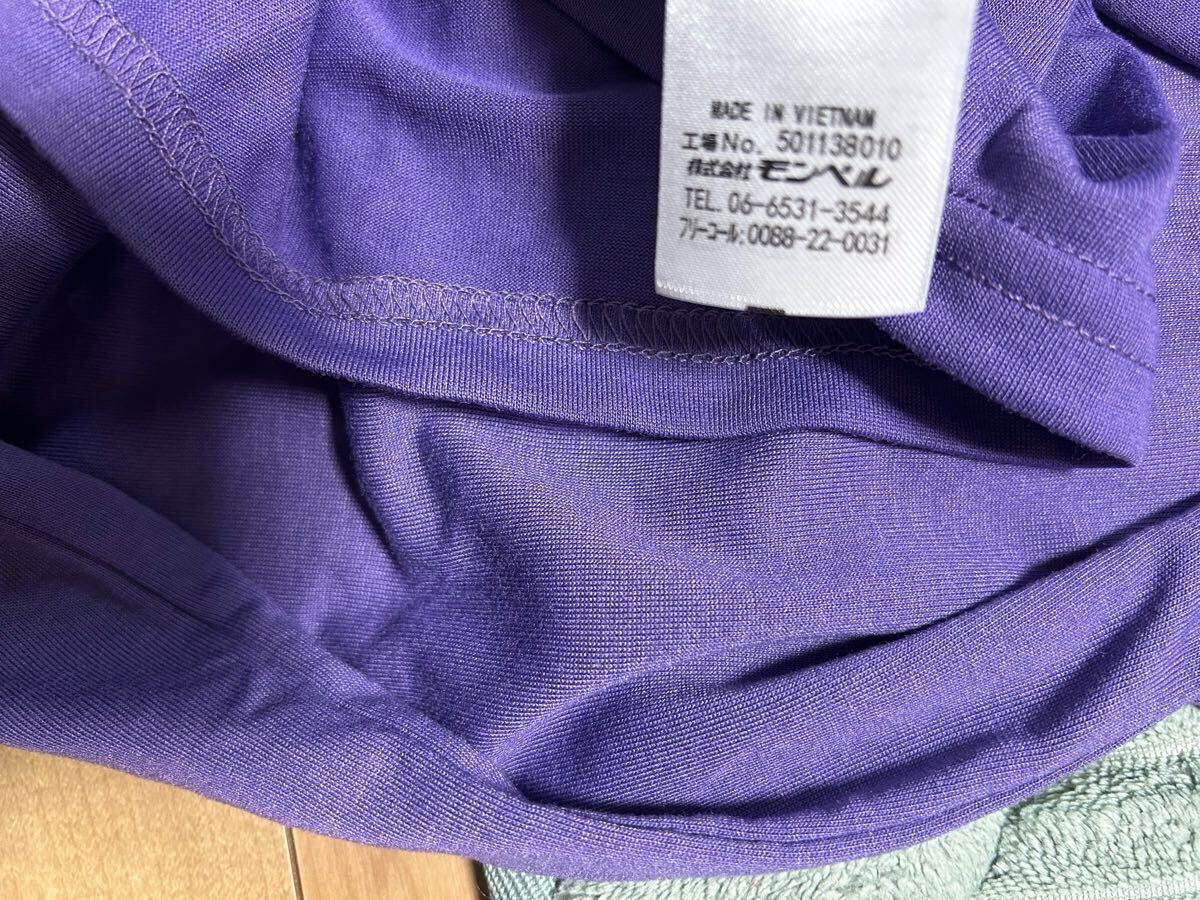 MADE IN VIETNAM
工場No. 501138010
株式会社 モンベル
TEL. 06-6531-3544
フリーコール:0088-22-0031